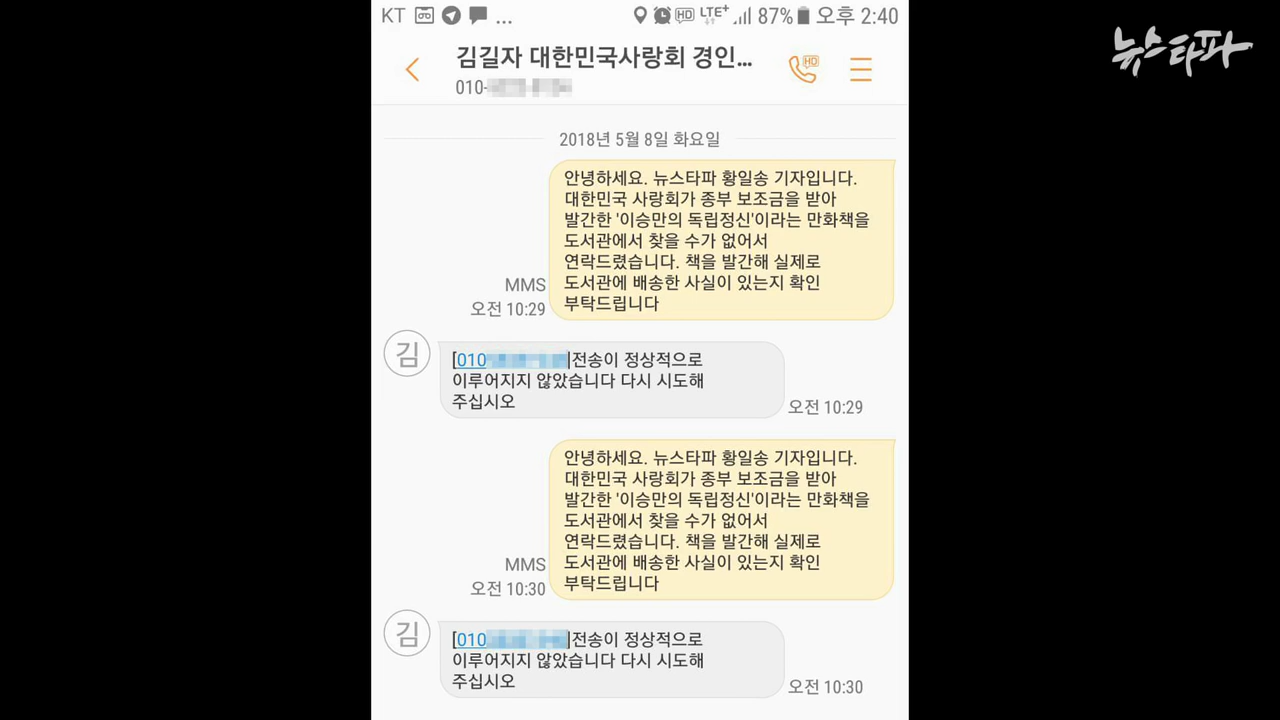 KT ... HD LTE+ 87% 오후 2:40
뉴스타파
김길자 대한민국사랑회 경인...
HD
010-
2018년 5월 8일 화요일
안녕하세요. 뉴스타파 황일송 기자입니다.
대한민국 사랑회가 종부 보조금을 받아
발간한 '이승만의 독립정신'이라는 만화책을
도서관에서 찾을 수가 없어서
연락드렸습니다. 책을 발간해 실제로
도서관에 배송한 사실이 있는지 확인
부탁드립니다
MMS
오전 10:29
김
[010 ]전송이 정상적으로
이루어지지 않았습니다 다시 시도해
주십시오
오전 10:29
안녕하세요. 뉴스타파 황일송 기자입니다.
대한민국 사랑회가 종부 보조금을 받아
발간한 '이승만의 독립정신'이라는 만화책을
도서관에서 찾을 수가 없어서
연락드렸습니다. 책을 발간해 실제로
도서관에 배송한 사실이 있는지 확인
부탁드립니다
MMS
오전 10:30
김
[010 ]전송이 정상적으로
이루어지지 않았습니다 다시 시도해
주십시오
오전 10:30